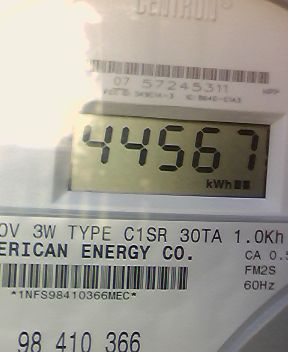 CENTRON®
07 57245311
44567
kWh
0V 3W TYPE C1SR 30TA 1.0Kh
ERICAN ENERGY CO.
CA 0.5
FM2S
60Hz
*1NFS98410366MEC*
98 410 366